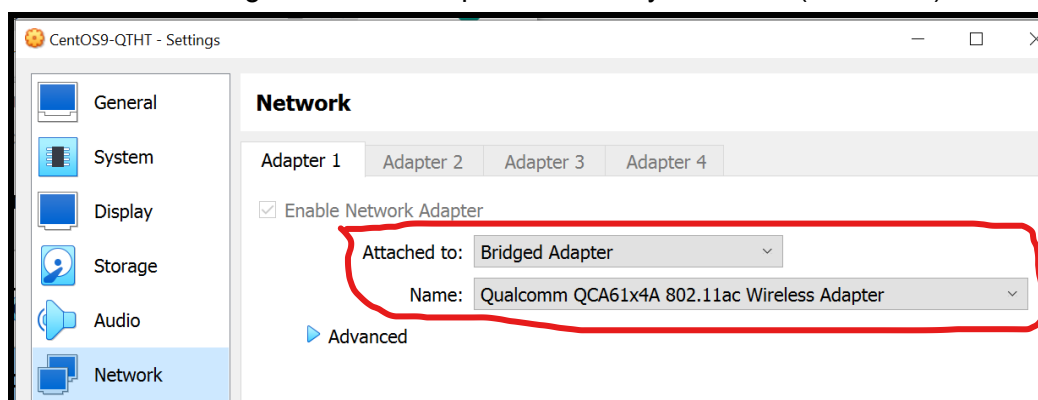 CentOS9-QTHT - Settings
General
System
Display
Storage
Audio
Network
Network
Adapter 1 Adapter 2 Adapter 3 Adapter 4
Enable Network Adapter
Attached to: Bridged Adapter
Name: Qualcomm QCA61x4A 802.11ac Wireless Adapter
Advanced